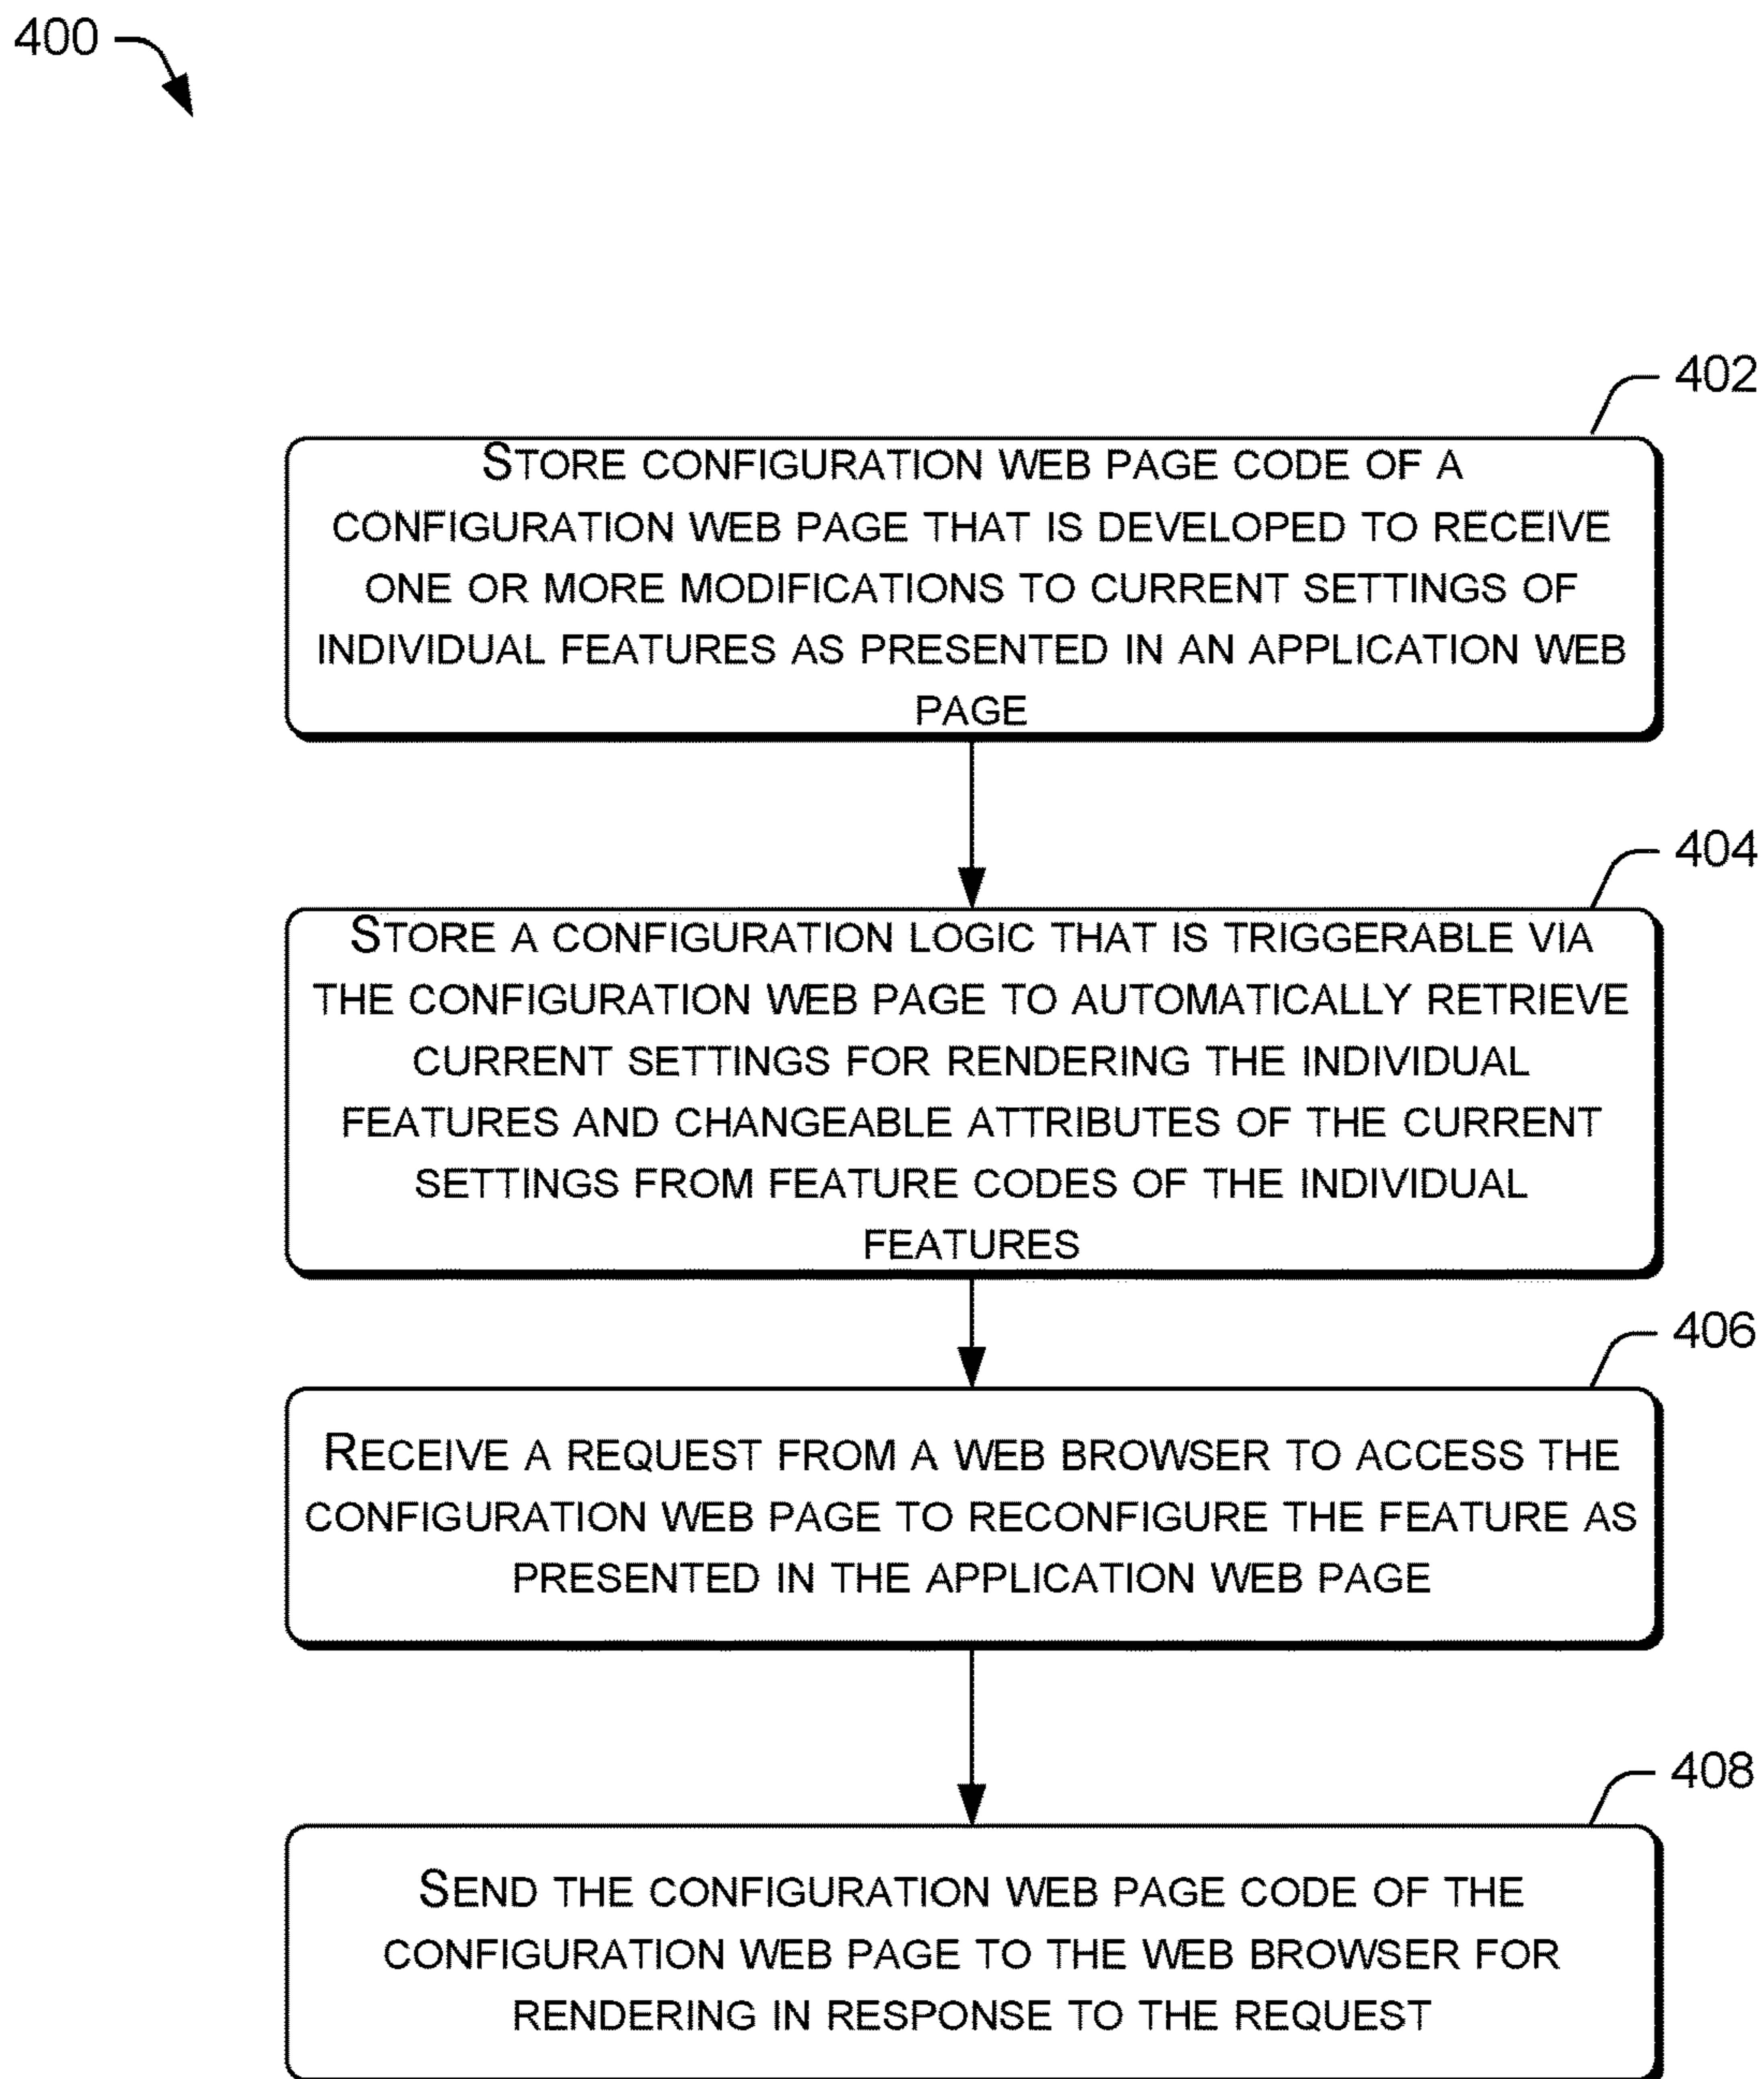 400
402
STORE CONFIGURATION WEB PAGE CODE OF A
CONFIGURATION WEB PAGE THAT IS DEVELOPED TO RECEIVE
ONE OR MORE MODIFICATIONS TO CURRENT SETTINGS OF
INDIVIDUAL FEATURES AS PRESENTED IN AN APPLICATION WEB
PAGE
404
STORE A CONFIGURATION LOGIC THAT IS TRIGGERABLE VIA
THE CONFIGURATION WEB PAGE TO AUTOMATICALLY RETRIEVE
CURRENT SETTINGS FOR RENDERING THE INDIVIDUAL
FEATURES AND CHANGEABLE ATTRIBUTES OF THE CURRENT
SETTINGS FROM FEATURE CODES OF THE INDIVIDUAL
FEATURES
406
RECEIVE A REQUEST FROM A WEB BROWSER TO ACCESS THE
CONFIGURATION WEB PAGE TO RECONFIGURE THE FEATURE AS
PRESENTED IN THE APPLICATION WEB PAGE
408
SEND THE CONFIGURATION WEB PAGE CODE OF THE
CONFIGURATION WEB PAGE TO THE WEB BROWSER FOR
RENDERING IN RESPONSE TO THE REQUEST